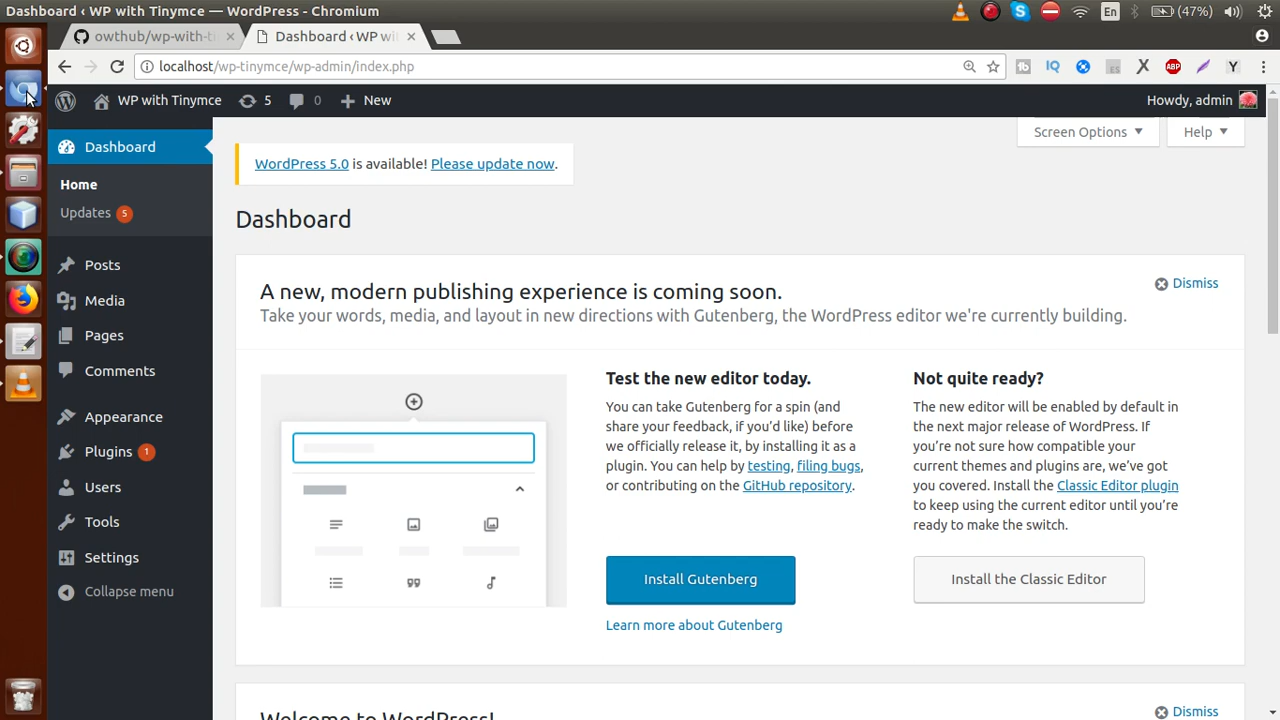 Dashboard ‹ WP with Tinymce — WordPress - Chromium
En
(47%)
owthub/wp-with-t
Dashboard ‹ WP wi
localhost/wp-tinymce/wp-admin/index.php
fb
IQ
ES
X
ABP
Y
WP with Tinymce
5
0
New
Howdy, admin
Dashboard
Home
Updates 5
Posts
Media
Pages
Comments
Appearance
Plugins 1
Users
Tools
Settings
Collapse menu
Screen Options
Help
WordPress 5.0 is available! Please update now.
Dashboard
A new, modern publishing experience is coming soon.
Dismiss
Take your words, media, and layout in new directions with Gutenberg, the WordPress editor we're currently building.
Test the new editor today.
You can take Gutenberg for a spin (and
share your feedback, if you'd like) before
we officially release it, by installing it as a
plugin. You can help by testing, filing bugs,
or contributing on the GitHub repository.
Install Gutenberg
Learn more about Gutenberg
Not quite ready?
The new editor will be enabled by default in
the next major release of WordPress. If
you're not sure how compatible your
current themes and plugins are, we've got
you covered. Install the Classic Editor plugin
to keep using the current editor until you're
ready to make the switch.
Install the Classic Editor
Welcome to WordPress!
Dismiss